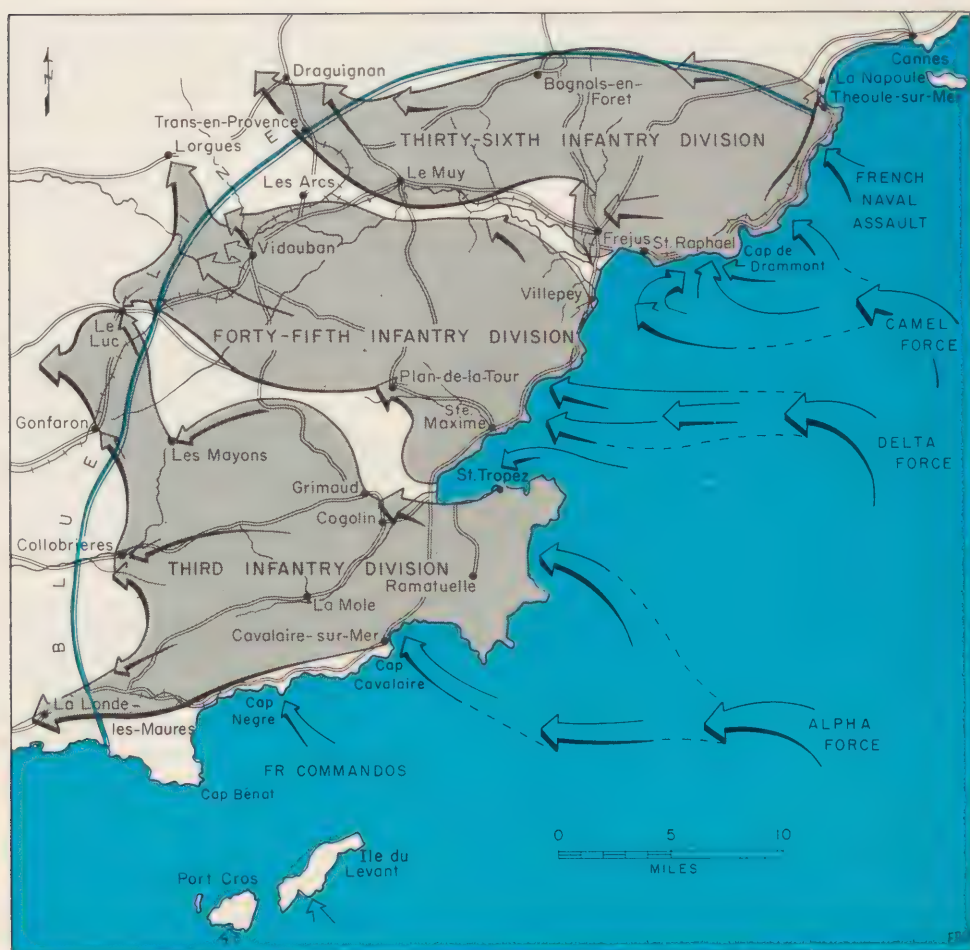 N
Cannes
La Napoule
Theoule-sur-Mer
Draguignan
Bagnols-en-
Foret
Trans-en-Provence
Lorgues
THIRTY-SIXTH INFANTRY DIVISION
Les Arcs
Le Muy
FRENCH
NAVAL
ASSAULT
Vidauban
Frejus
St. Raphael
Cap de
Drammont
Villepey
CAMEL
FORCE
Le
Luc
FORTY-FIFTH INFANTRY DIVISION
Plan-de-la-Tour
Ste.
Maxime
DELTA
FORCE
Gonfaron
Les Mayons
St. Tropez
Grimaud
Cogolin
Collobrieres
THIRD INFANTRY DIVISION
Ramatuelle
La Mole
Cavalaire-sur-Mer
BLUE LINE
Cap
Cavalaire
La Londe-
les-Maures
Cap
Negre
ALPHA
FORCE
FR COMMANDOS
Cap Bénat
0 5 10
MILES
Ile du
Levant
Port Cros